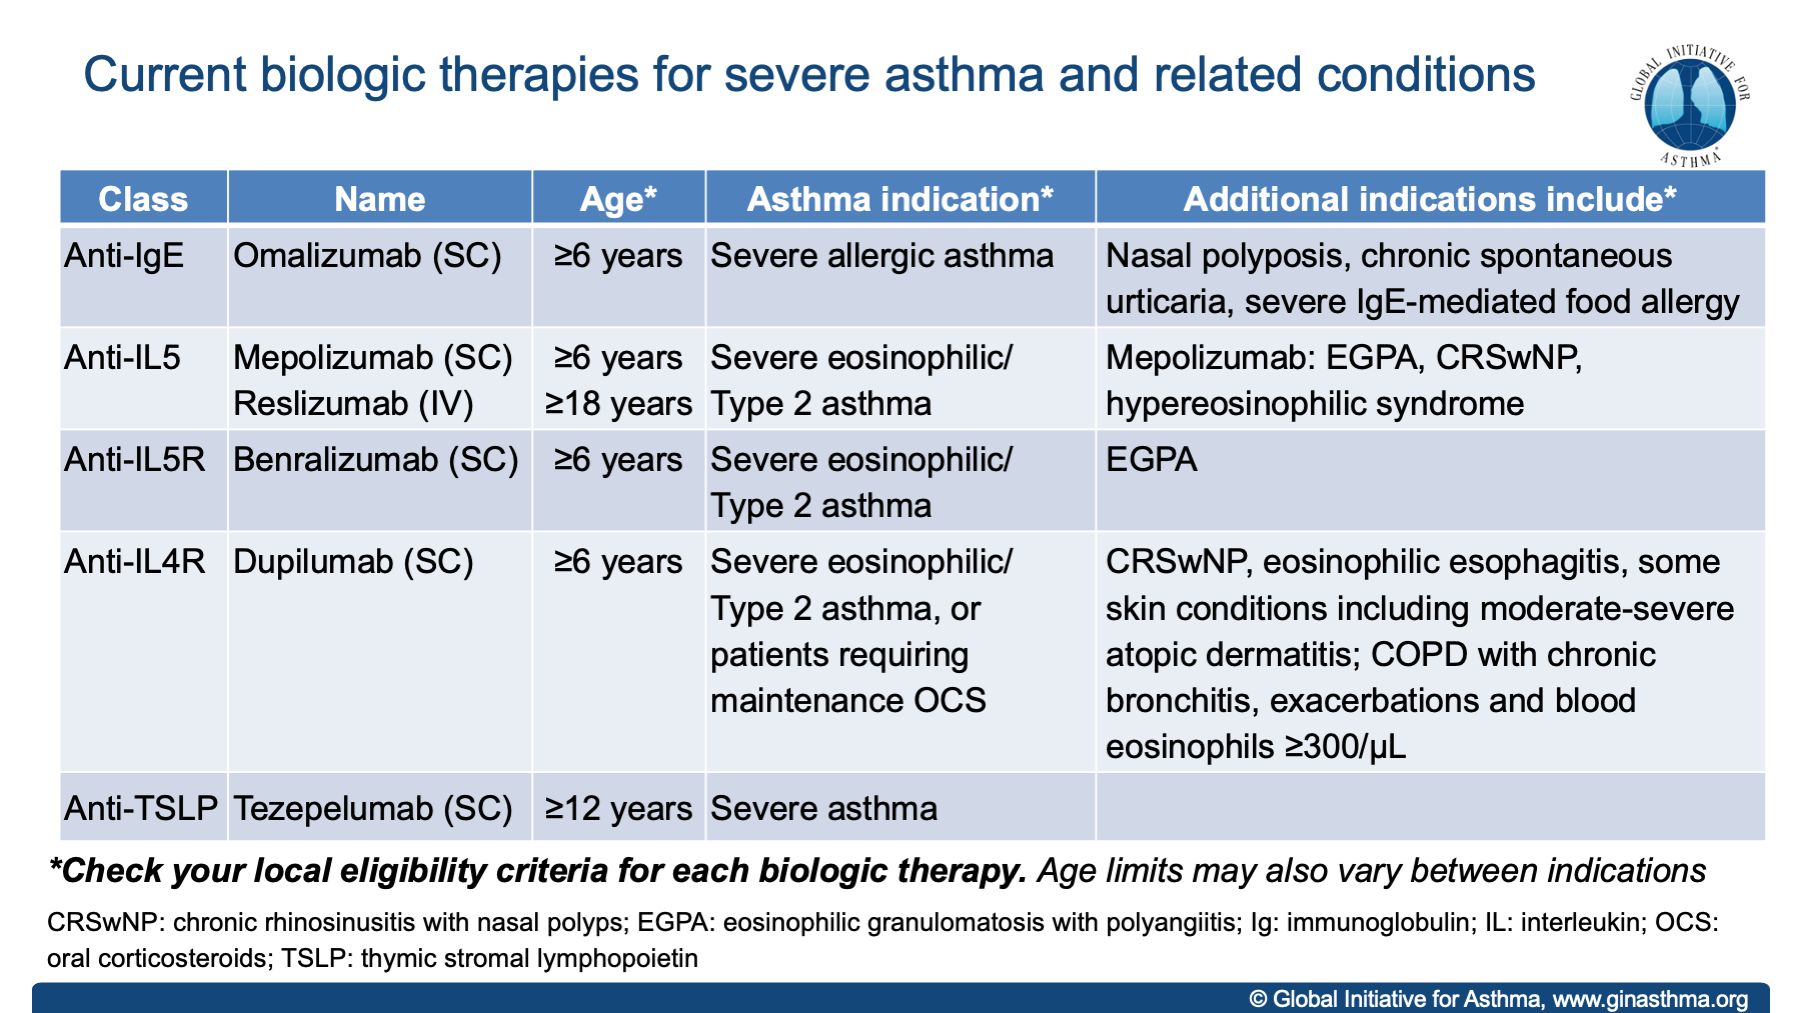 Current biologic therapies for severe asthma and related conditions
GLOBAL INITIATIVE FOR
ASTHMA
Class Name Age* Asthma indication* Additional indications include*
Anti-IgE Omalizumab (SC) ≥6 years Severe allergic asthma Nasal polyposis, chronic spontaneous
urticaria, severe IgE-mediated food allergy
Anti-IL5 Mepolizumab (SC) ≥6 years Severe eosinophilic/ Mepolizumab: EGPA, CRSwNP,
Reslizumab (IV) ≥18 years Type 2 asthma hypereosinophilic syndrome
Anti-IL5R Benralizumab (SC) ≥6 years Severe eosinophilic/ EGPA
Type 2 asthma
Anti-IL4R Dupilumab (SC) ≥6 years Severe eosinophilic/ CRSwNP, eosinophilic esophagitis, some
Type 2 asthma, or skin conditions including moderate-severe
patients requiring atopic dermatitis; COPD with chronic
maintenance OCS bronchitis, exacerbations and blood
eosinophils ≥300/µL
Anti-TSLP Tezepelumab (SC) ≥12 years Severe asthma
*Check your local eligibility criteria for each biologic therapy. Age limits may also vary between indications
CRSwNP: chronic rhinosinusitis with nasal polyps; EGPA: eosinophilic granulomatosis with polyangiitis; Ig: immunoglobulin; IL: interleukin; OCS:
oral corticosteroids; TSLP: thymic stromal lymphopoietin
© Global Initiative for Asthma, www.ginasthma.org